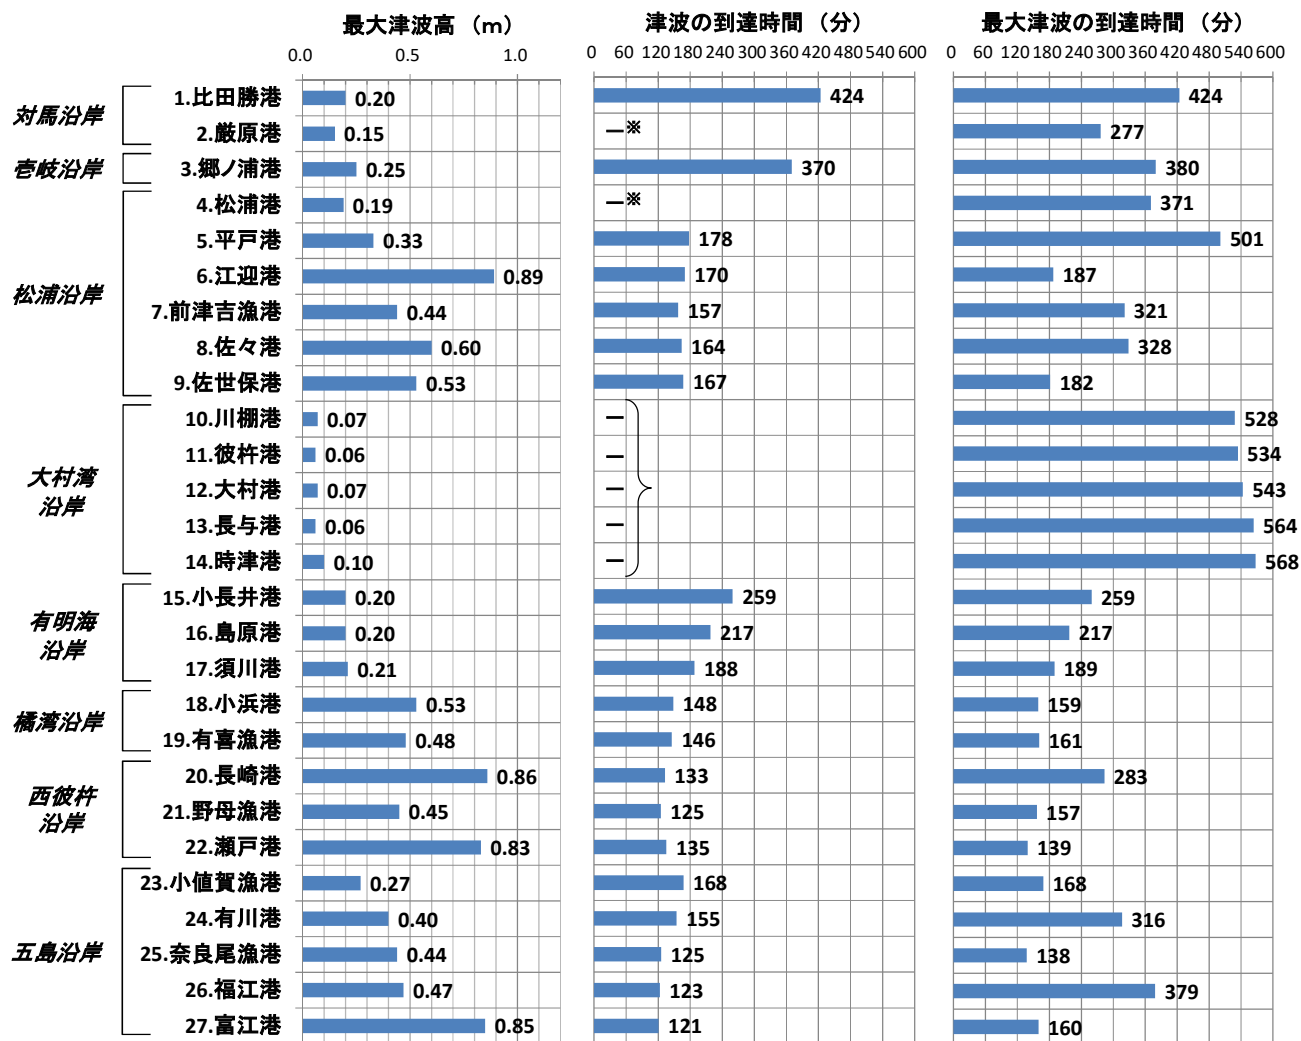 最大津波高 （ｍ）
津波の到達時間 （分）
最大津波の到達時間 （分）
0.0 0.5 1.0
0 60 120 180 240 300 360 420 480 540 600
0 60 120 180 240 300 360 420 480 540 600
対馬沿岸
1.比田勝港 0.20 424 424
2.厳原港 0.15 ―※ 277
壱岐沿岸
3.郷ノ浦港 0.25 370 380
松浦沿岸
4.松浦港 0.19 ―※ 371
5.平戸港 0.33 178 501
6.江迎港 0.89 170 187
7.前津吉漁港 0.44 157 321
8.佐々港 0.60 164 328
9.佐世保港 0.53 167 182
大村湾
沿岸
10.川棚港 0.07 ― 528
11.彼杵港 0.06 ― 534
12.大村港 0.07 ― 543
13.長与港 0.06 ― 564
14.時津港 0.10 ― 568
有明海
沿岸
15.小長井港 0.20 259 259
16.島原港 0.20 217 217
17.須川港 0.21 188 189
橘湾沿岸
18.小浜港 0.53 148 159
19.有喜漁港 0.48 146 161
西彼杵
沿岸
20.長崎港 0.86 133 283
21.野母漁港 0.45 125 157
22.瀬戸港 0.83 135 139
五島沿岸
23.小値賀漁港 0.27 168 168
24.有川港 0.40 155 316
25.奈良尾漁港 0.44 125 138
26.福江港 0.47 123 379
27.富江港 0.85 121 160